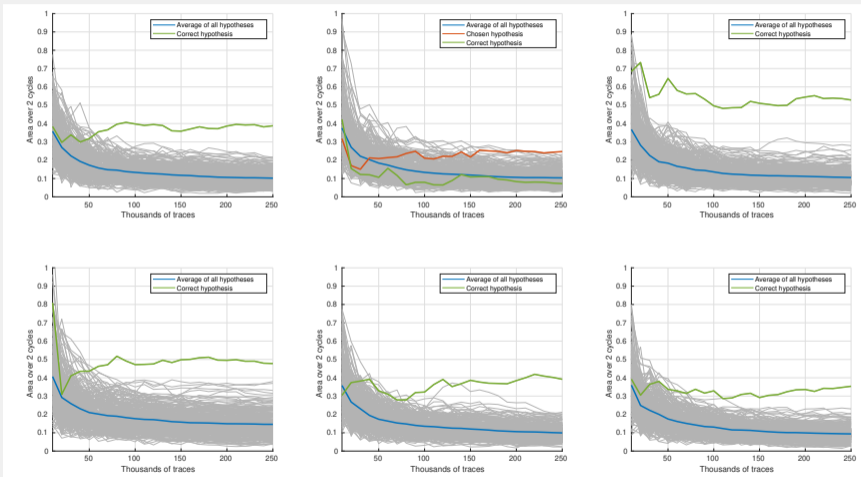 Average of all hypotheses
Correct hypothesis
Area over 2 cycles
1
0.9
0.8
0.7
0.6
0.5
0.4
0.3
0.2
0.1
0
50 100 150 200 250
Thousands of traces
Average of all hypotheses
Chosen hypothesis
Correct hypothesis
Area over 2 cycles
1
0.9
0.8
0.7
0.6
0.5
0.4
0.3
0.2
0.1
0
50 100 150 200 250
Thousands of traces
Average of all hypotheses
Correct hypothesis
Area over 2 cycles
1
0.9
0.8
0.7
0.6
0.5
0.4
0.3
0.2
0.1
0
50 100 150 200 250
Thousands of traces
Average of all hypotheses
Correct hypothesis
Area over 2 cycles
1
0.9
0.8
0.7
0.6
0.5
0.4
0.3
0.2
0.1
0
50 100 150 200 250
Thousands of traces
Average of all hypotheses
Correct hypothesis
Area over 2 cycles
1
0.9
0.8
0.7
0.6
0.5
0.4
0.3
0.2
0.1
0
50 100 150 200 250
Thousands of traces
Average of all hypotheses
Correct hypothesis
Area over 2 cycles
1
0.9
0.8
0.7
0.6
0.5
0.4
0.3
0.2
0.1
0
50 100 150 200 250
Thousands of traces